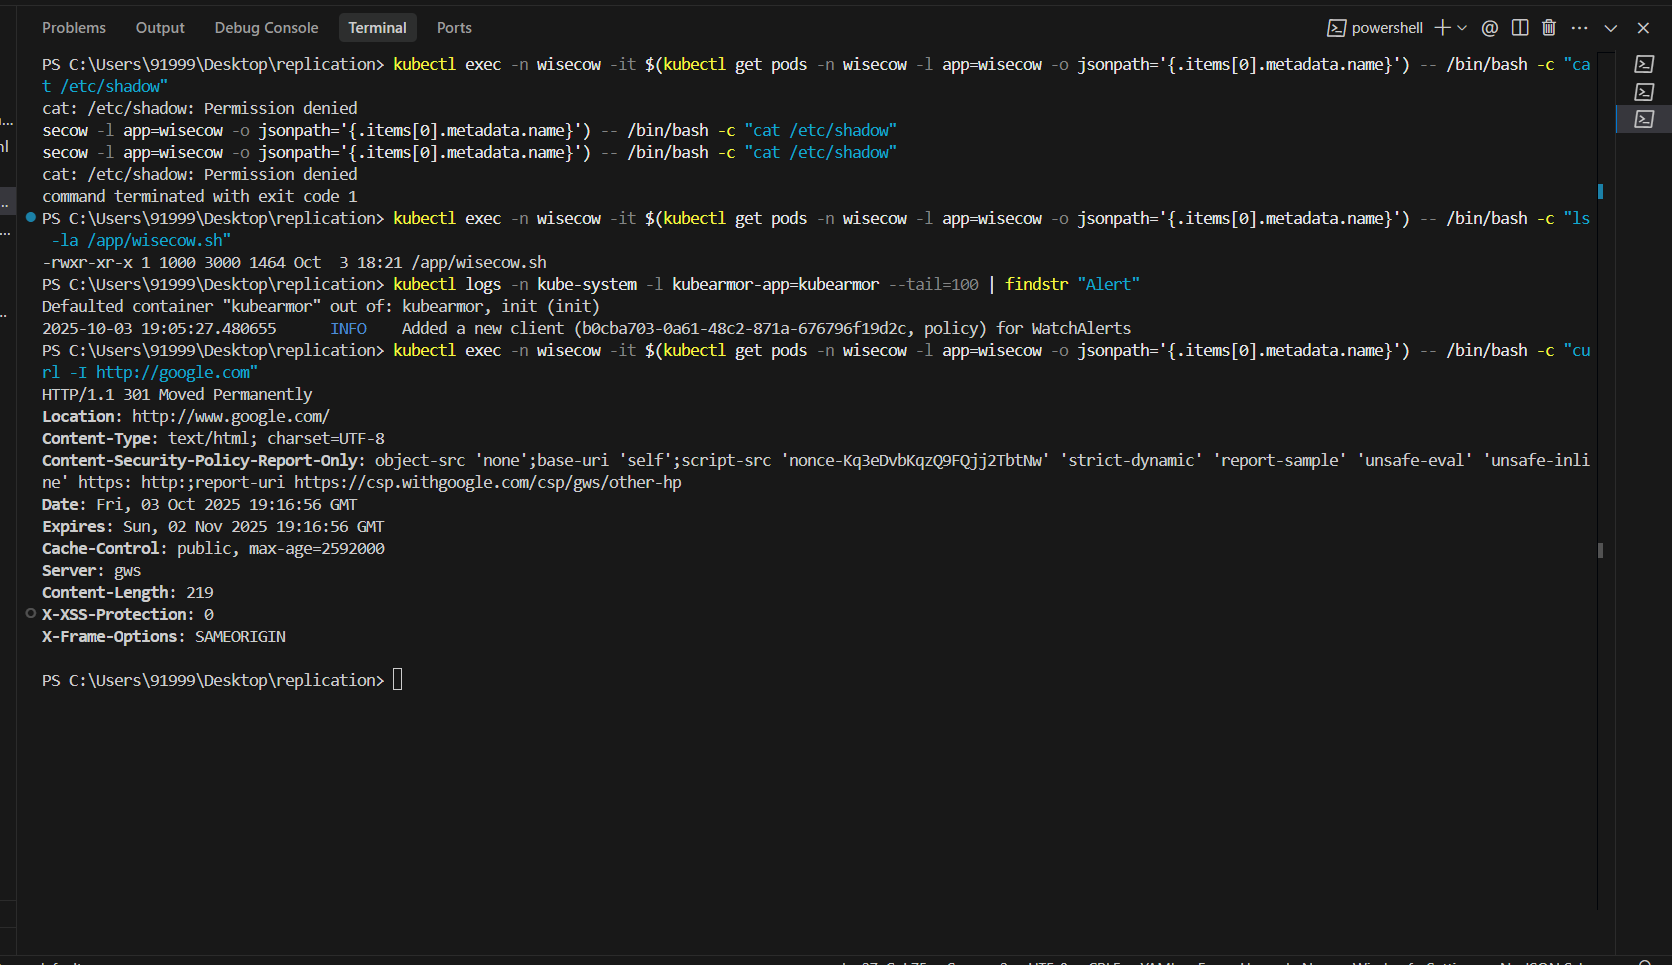 Problems Output Debug Console Terminal Ports powershell
PS C:\Users\91999\Desktop\replication> kubectl exec -n wisecow -it $(kubectl get pods -n wisecow -l app=wisecow -o jsonpath='{.items[0].metadata.name}') -- /bin/bash -c "ca
t /etc/shadow"
cat: /etc/shadow: Permission denied
secow -l app=wisecow -o jsonpath='{.items[0].metadata.name}') -- /bin/bash -c "cat /etc/shadow"
secow -l app=wisecow -o jsonpath='{.items[0].metadata.name}') -- /bin/bash -c "cat /etc/shadow"
cat: /etc/shadow: Permission denied
command terminated with exit code 1
PS C:\Users\91999\Desktop\replication> kubectl exec -n wisecow -it $(kubectl get pods -n wisecow -l app=wisecow -o jsonpath='{.items[0].metadata.name}') -- /bin/bash -c "ls
-la /app/wisecow.sh"
-rwxr-xr-x 1 1000 3000 1464 Oct  3 18:21 /app/wisecow.sh
PS C:\Users\91999\Desktop\replication> kubectl logs -n kube-system -l kubearmor-app=kubearmor --tail=100 | findstr "Alert"
Defaulted container "kubearmor" out of: kubearmor, init (init)
2025-10-03 19:05:27.480655      INFO    Added a new client (b0cba703-0a61-48c2-871a-676796f19d2c, policy) for WatchAlerts
PS C:\Users\91999\Desktop\replication> kubectl exec -n wisecow -it $(kubectl get pods -n wisecow -l app=wisecow -o jsonpath='{.items[0].metadata.name}') -- /bin/bash -c "cu
rl -I http://google.com"
HTTP/1.1 301 Moved Permanently
Location: http://www.google.com/
Content-Type: text/html; charset=UTF-8
Content-Security-Policy-Report-Only: object-src 'none';base-uri 'self';script-src 'nonce-Kq3eDvbKqzQ9FQjj2TbtNw' 'strict-dynamic' 'report-sample' 'unsafe-eval' 'unsafe-inli
ne' https: http:;report-uri https://csp.withgoogle.com/csp/gws/other-hp
Date: Fri, 03 Oct 2025 19:16:56 GMT
Expires: Sun, 02 Nov 2025 19:16:56 GMT
Cache-Control: public, max-age=2592000
Server: gws
Content-Length: 219
X-XSS-Protection: 0
X-Frame-Options: SAMEORIGIN
PS C:\Users\91999\Desktop\replication>